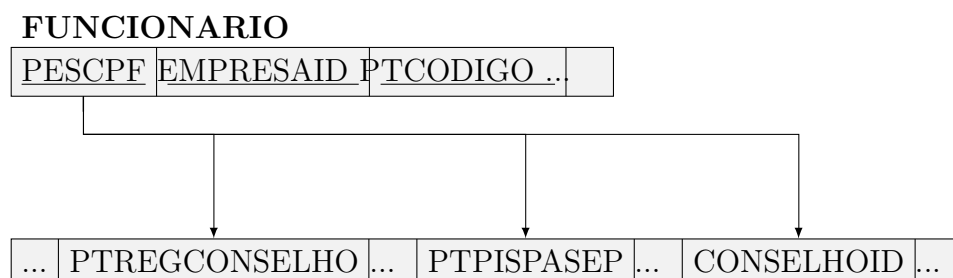 FUNCIONARIO
PESCPF EMPRESAID PTCODIGO ...
... PTREGCONSELHO ... PTPISPASEP ... CONSELHOID ...